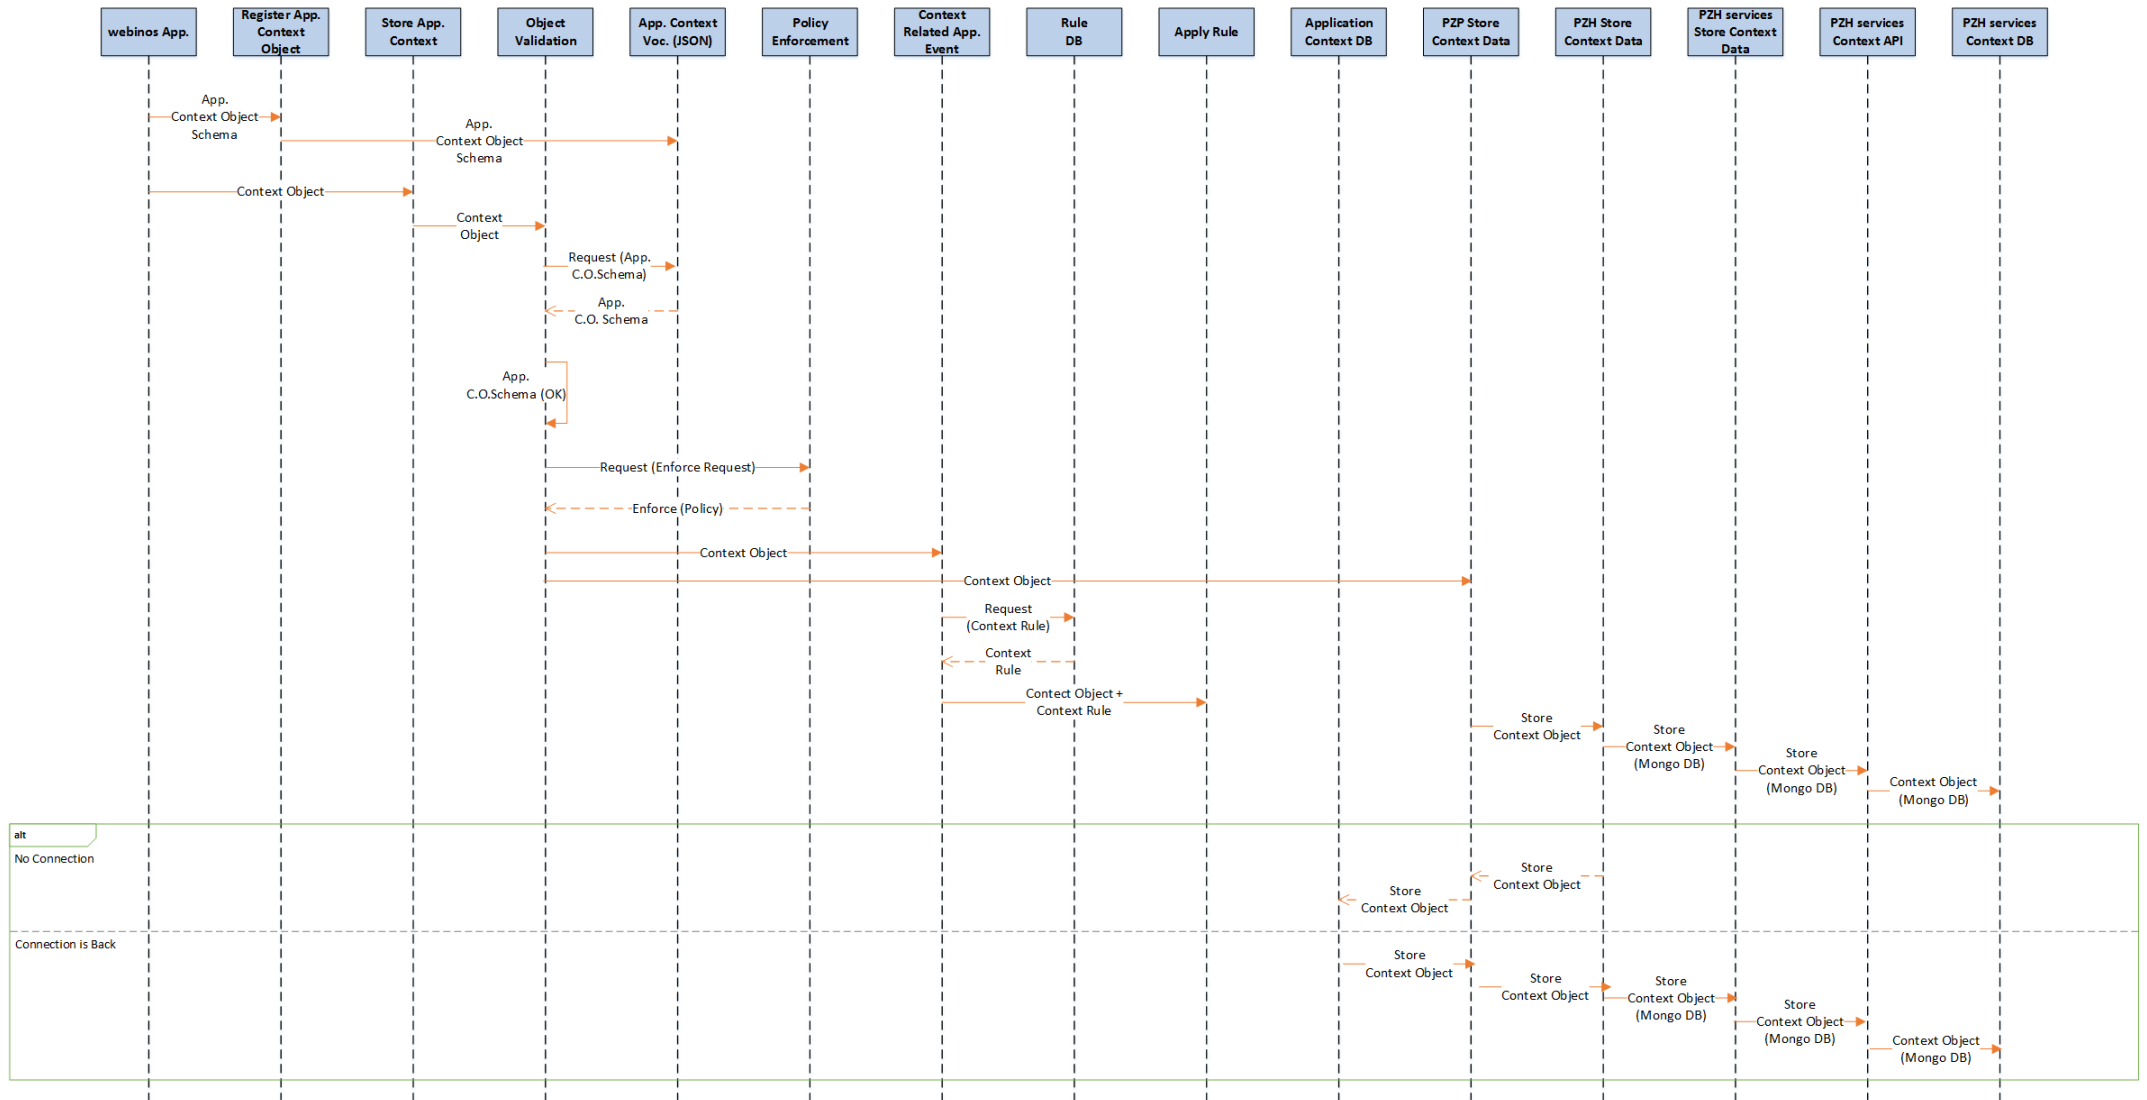 webinos App.
Register App.
Context
Object
Store App.
Context
Object
Validation
App. Context
Voc. (JSON)
Policy
Enforcement
Context
Related App.
Event
Rule
DB
Apply Rule
Application
Context DB
PZP Store
Context Data
PZH Store
Context Data
PZH services
Store Context
Data
PZH services
Context API
PZH services
Context DB
App.
Context Object
Schema
App.
Context Object
Schema
Context Object
Context
Object
Request (App.
C.O.Schema)
App.
C.O. Schema
App.
C.O.Schema (OK)
Request (Enforce Request)
Enforce (Policy)
Context Object
Context Object
Request
(Context Rule)
Context
Rule
Contect Object +
Context Rule
Store
Context Object
Store
Context Object
(Mongo DB)
Store
Context Object
(Mongo DB)
Context Object
(Mongo DB)
alt
No Connection
Store
Context Object
Store
Context Object
Connection is Back
Store
Context Object
Store
Context Object
Store
Context Object
(Mongo DB)
Store
Context Object
(Mongo DB)
Context Object
(Mongo DB)